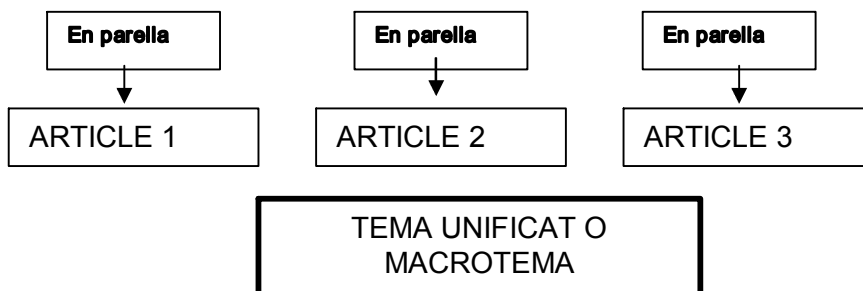 En parella
En parella
En parella
ARTICLE 1
ARTICLE 2
ARTICLE 3
TEMA UNIFICAT O
MACROTEMA